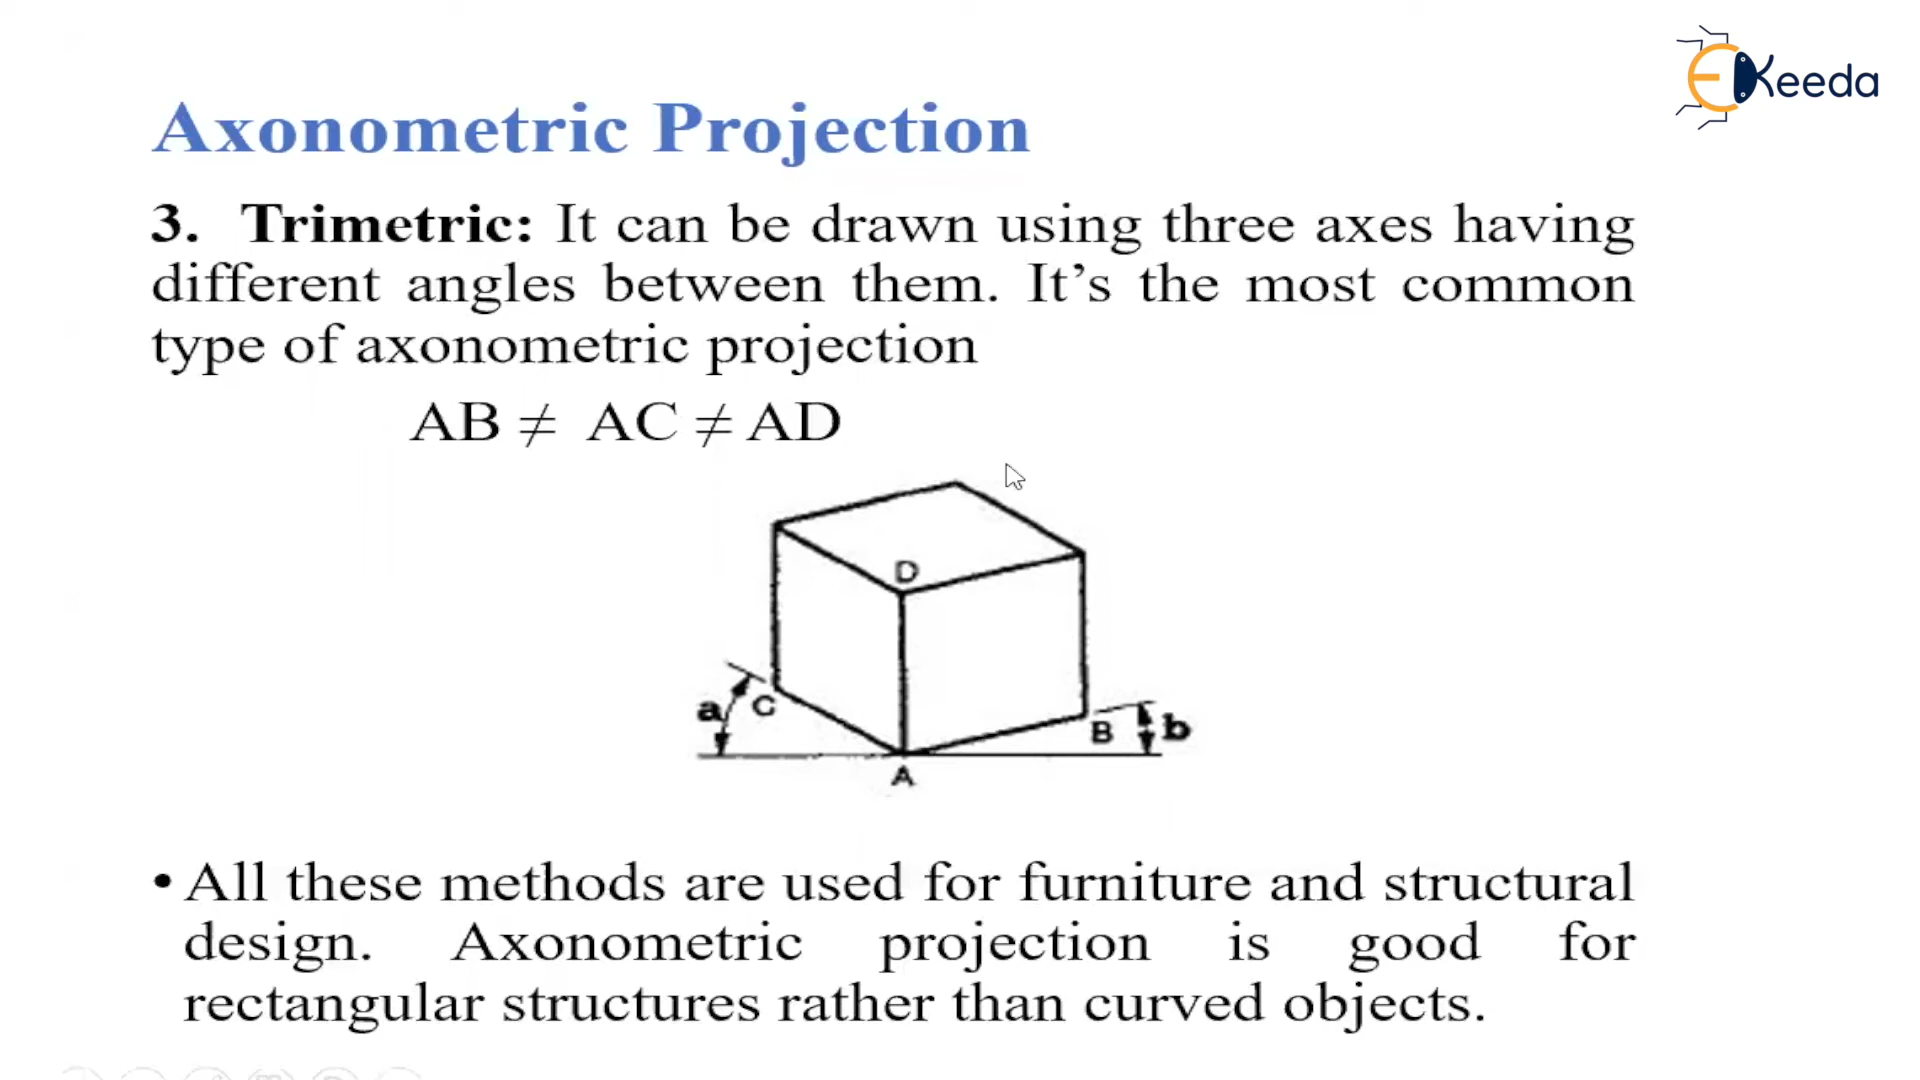 EKeeda
Axonometric Projection
3. Trimetric: It can be drawn using three axes having
different angles between them. It’s the most common
type of axonometric projection
AB ≠ AC ≠ AD
D
a
C
B
b
A
• All these methods are used for furniture and structural
design. Axonometric projection is good for
rectangular structures rather than curved objects.